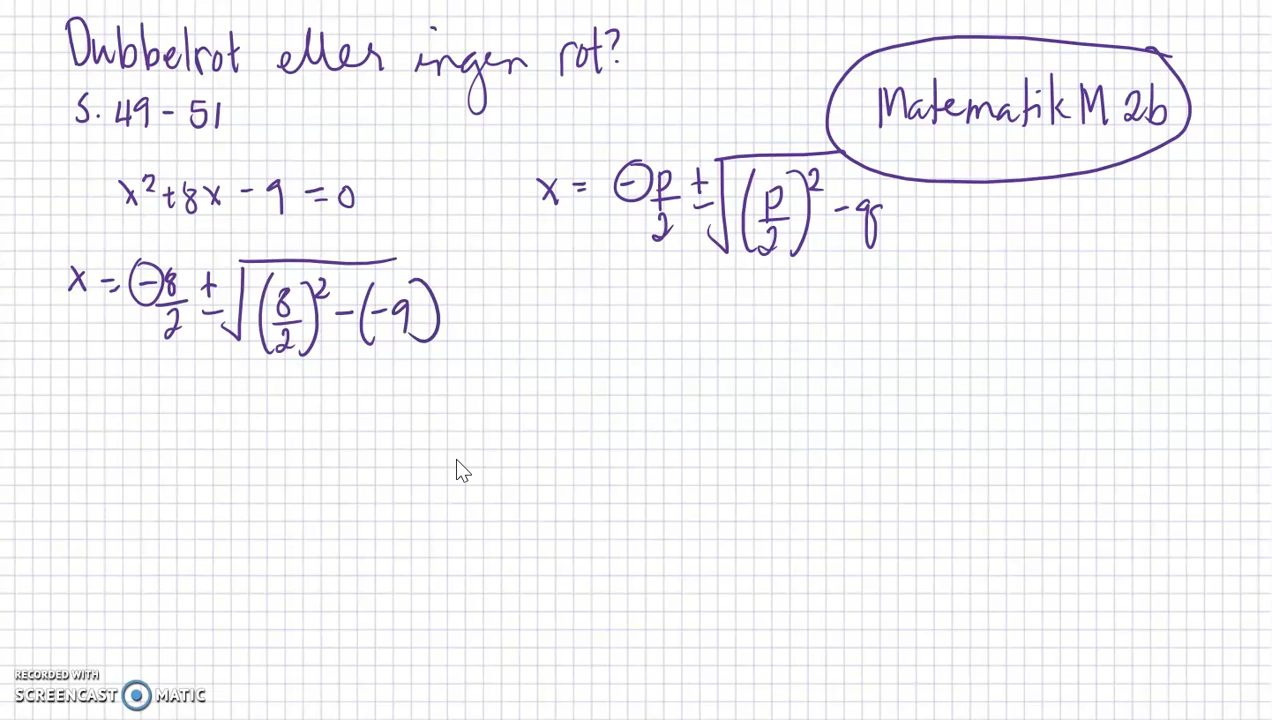 Dubbelrot eller ingen rot?
S. 49 - 51
Matematik M 2b
x² + 8x - 9 = 0
x = -p/2 ± √((p/2)² - q)
x = -8/2 ± √((8/2)² - (-9))
RECORDED WITH
SCREENCAST MATIC